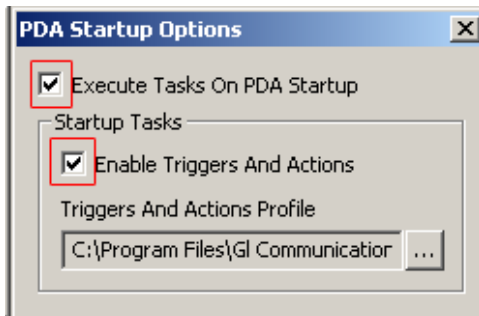 PDA Startup Options
Execute Tasks On PDA Startup
Startup Tasks
Enable Triggers And Actions
Triggers And Actions Profile
C:\Program Files\Gl Communication ...